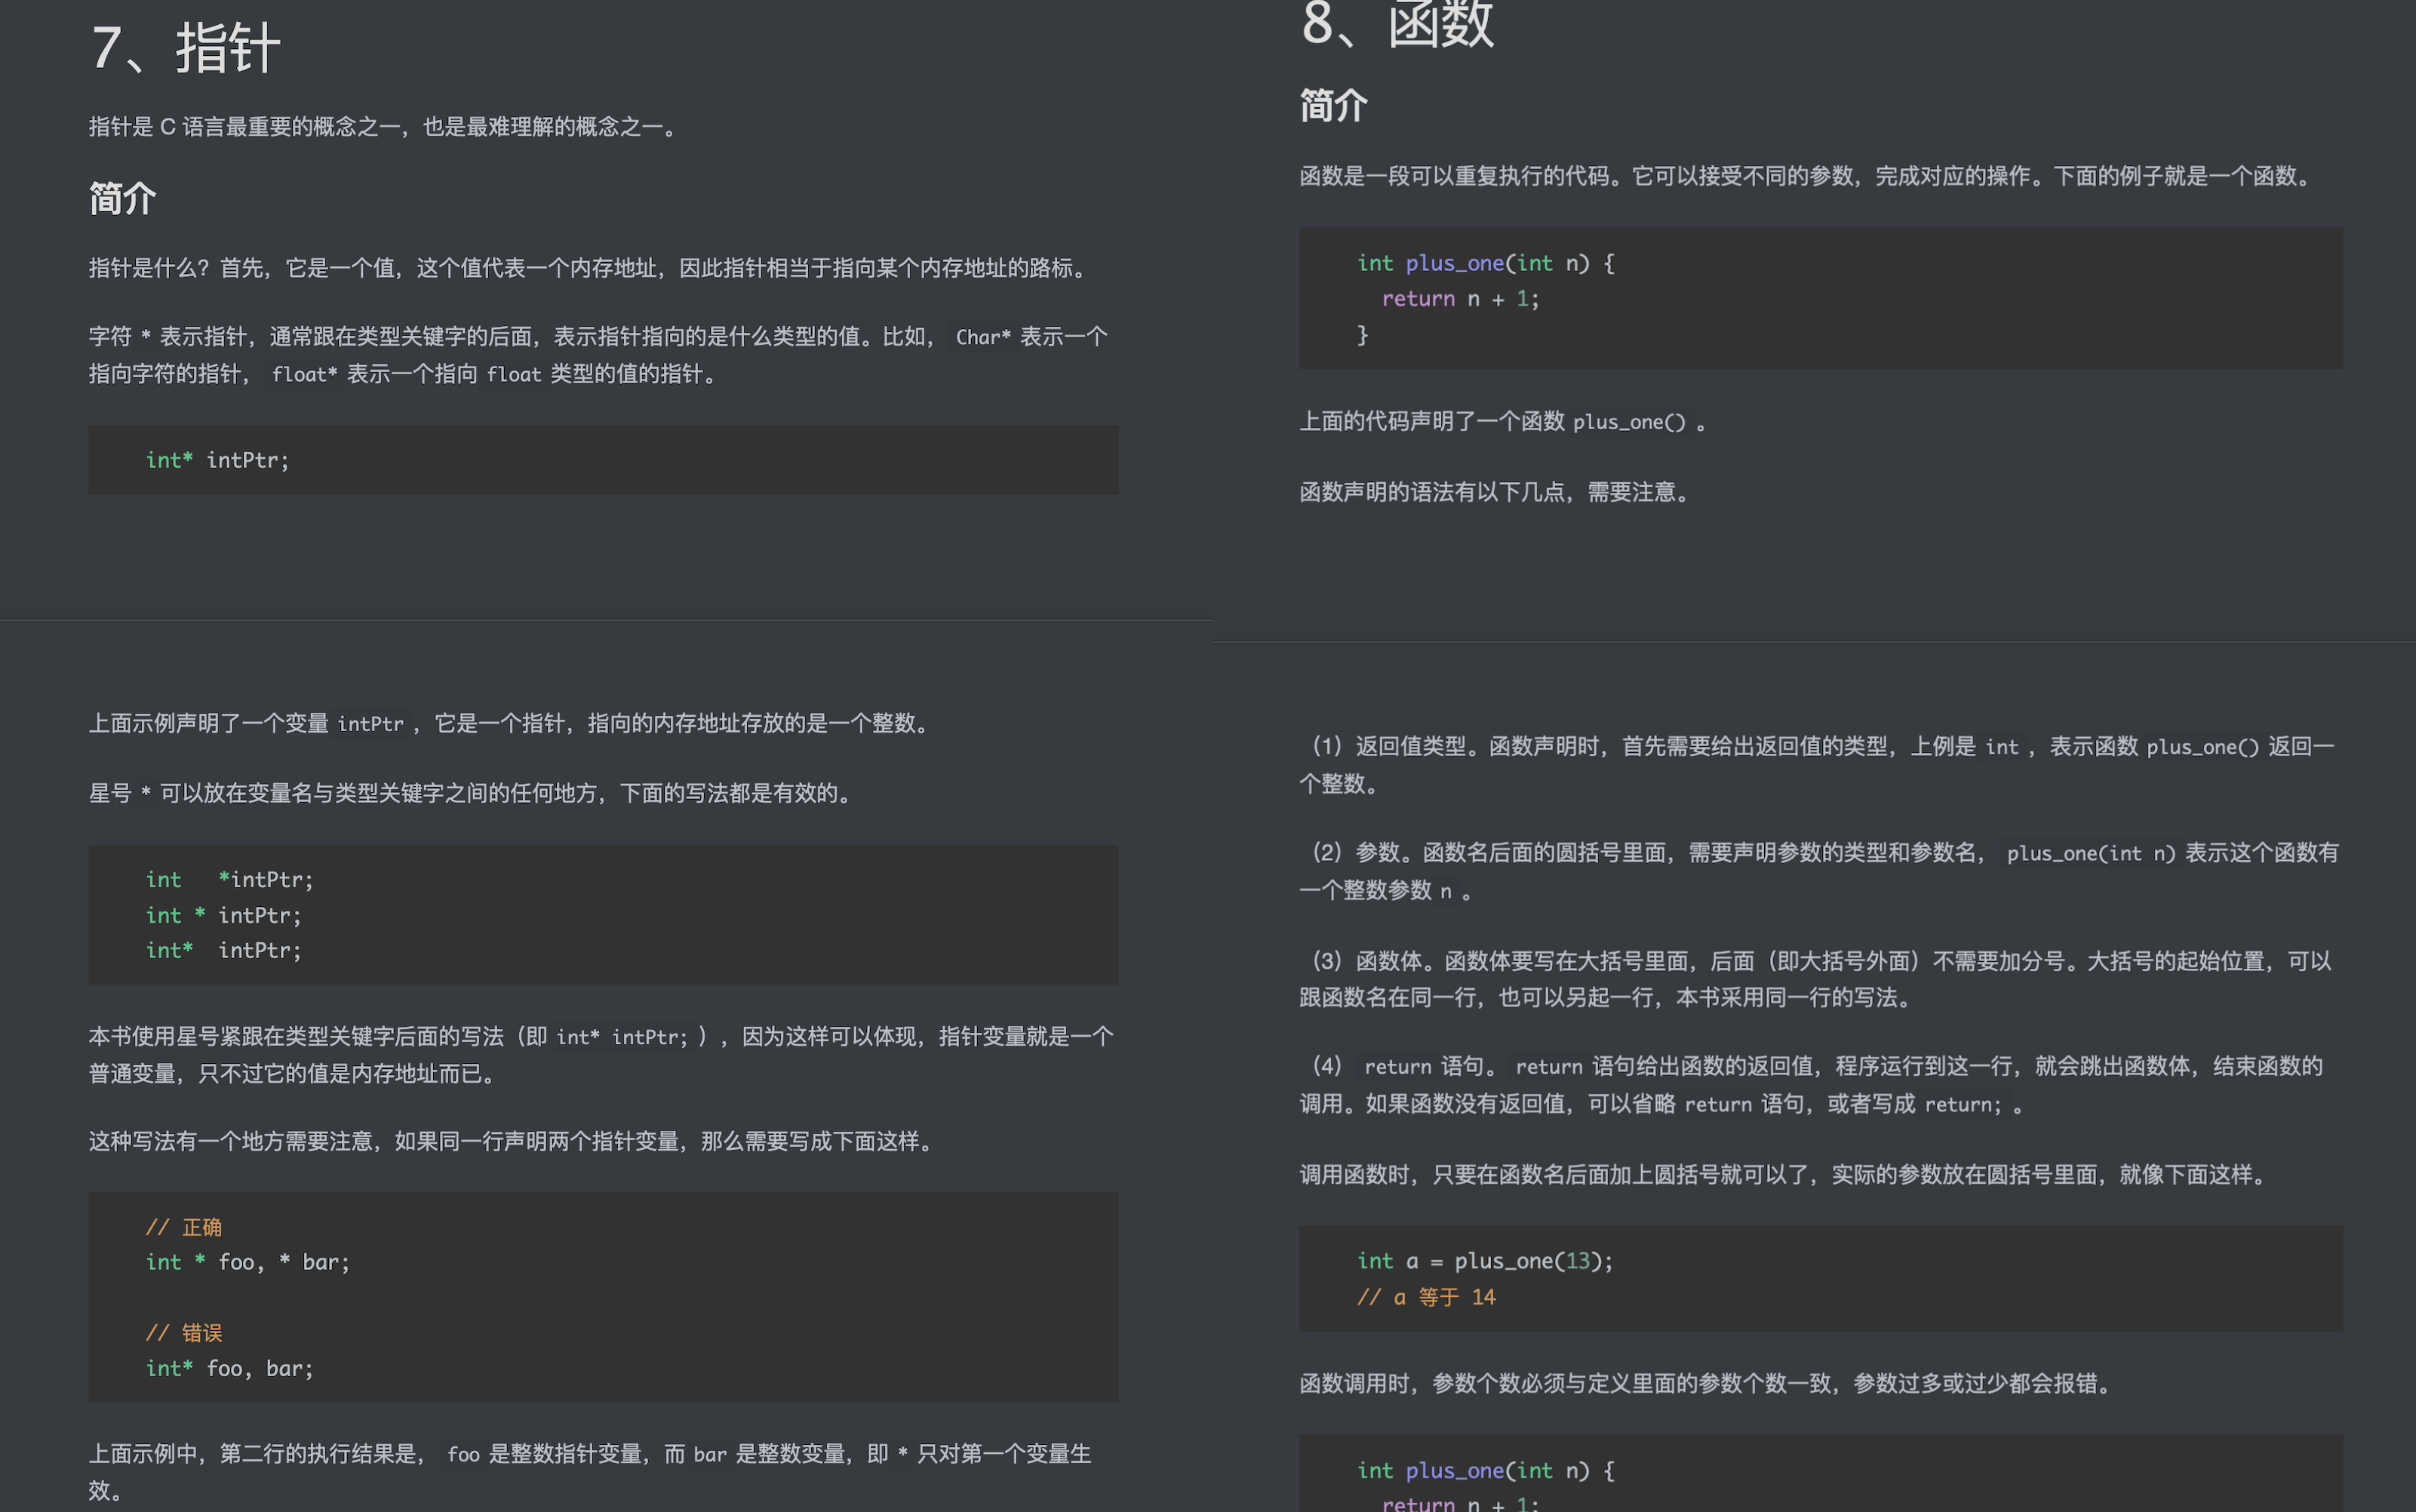 7、指针
指针是 C 语言最重要的概念之一，也是最难理解的概念之一。
简介
指针是什么？首先，它是一个值，这个值代表一个内存地址，因此指针相当于指向某个内存地址的路标。
字符 * 表示指针，通常跟在类型关键字的后面，表示指针指向的是什么类型的值。比如， Char* 表示一个
指向字符的指针， float* 表示一个指向 float 类型的值的指针。
int* intPtr;
上面示例声明了一个变量 intPtr ，它是一个指针，指向的内存地址存放的是一个整数。
星号 * 可以放在变量名与类型关键字之间的任何地方，下面的写法都是有效的。
int   *intPtr;
int * intPtr;
int*  intPtr;
本书使用星号紧跟在类型关键字后面的写法（即 int* intPtr; ），因为这样可以体现，指针变量就是一个
普通变量，只不过它的值是内存地址而已。
这种写法有一个地方需要注意，如果同一行声明两个指针变量，那么需要写成下面这样。
// 正确
int * foo, * bar;
// 错误
int* foo, bar;
上面示例中，第二行的执行结果是， foo 是整数指针变量，而 bar 是整数变量，即 * 只对第一个变量生
效。
8、函数
简介
函数是一段可以重复执行的代码。它可以接受不同的参数，完成对应的操作。下面的例子就是一个函数。
int plus_one(int n) {
  return n + 1;
}
上面的代码声明了一个函数 plus_one() 。
函数声明的语法有以下几点，需要注意。
（1）返回值类型。函数声明时，首先需要给出返回值的类型，上例是 int ，表示函数 plus_one() 返回一
个整数。
（2）参数。函数名后面的圆括号里面，需要声明参数的类型和参数名， plus_one(int n) 表示这个函数有
一个整数参数 n 。
（3）函数体。函数体要写在大括号里面，后面（即大括号外面）不需要加分号。大括号的起始位置，可以
跟函数名在同一行，也可以另起一行，本书采用同一行的写法。
（4） return 语句。 return 语句给出函数的返回值，程序运行到这一行，就会跳出函数体，结束函数的
调用。如果函数没有返回值，可以省略 return 语句，或者写成 return; 。
调用函数时，只要在函数名后面加上圆括号就可以了，实际的参数放在圆括号里面，就像下面这样。
int a = plus_one(13);
// a 等于 14
函数调用时，参数个数必须与定义里面的参数个数一致，参数过多或过少都会报错。
int plus_one(int n) {
  return n + 1;